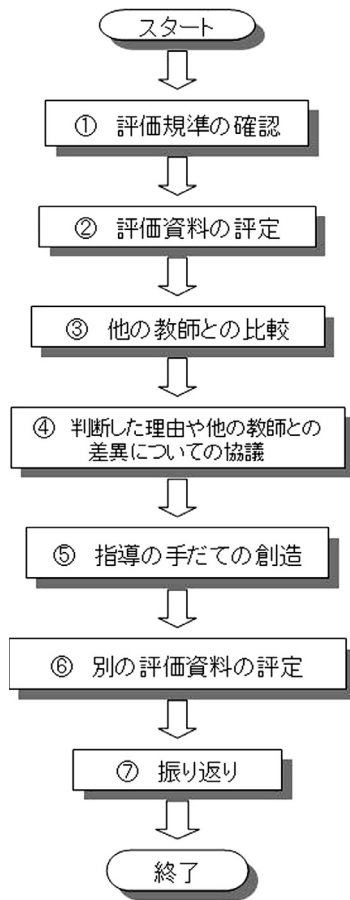 スタート
① 評価規準の確認
② 評価資料の評定
③ 他の教師との比較
④ 判断した理由や他の教師との
差異についての協議
⑤ 指導の手だての創造
⑥ 別の評価資料の評定
⑦ 振り返り
終了